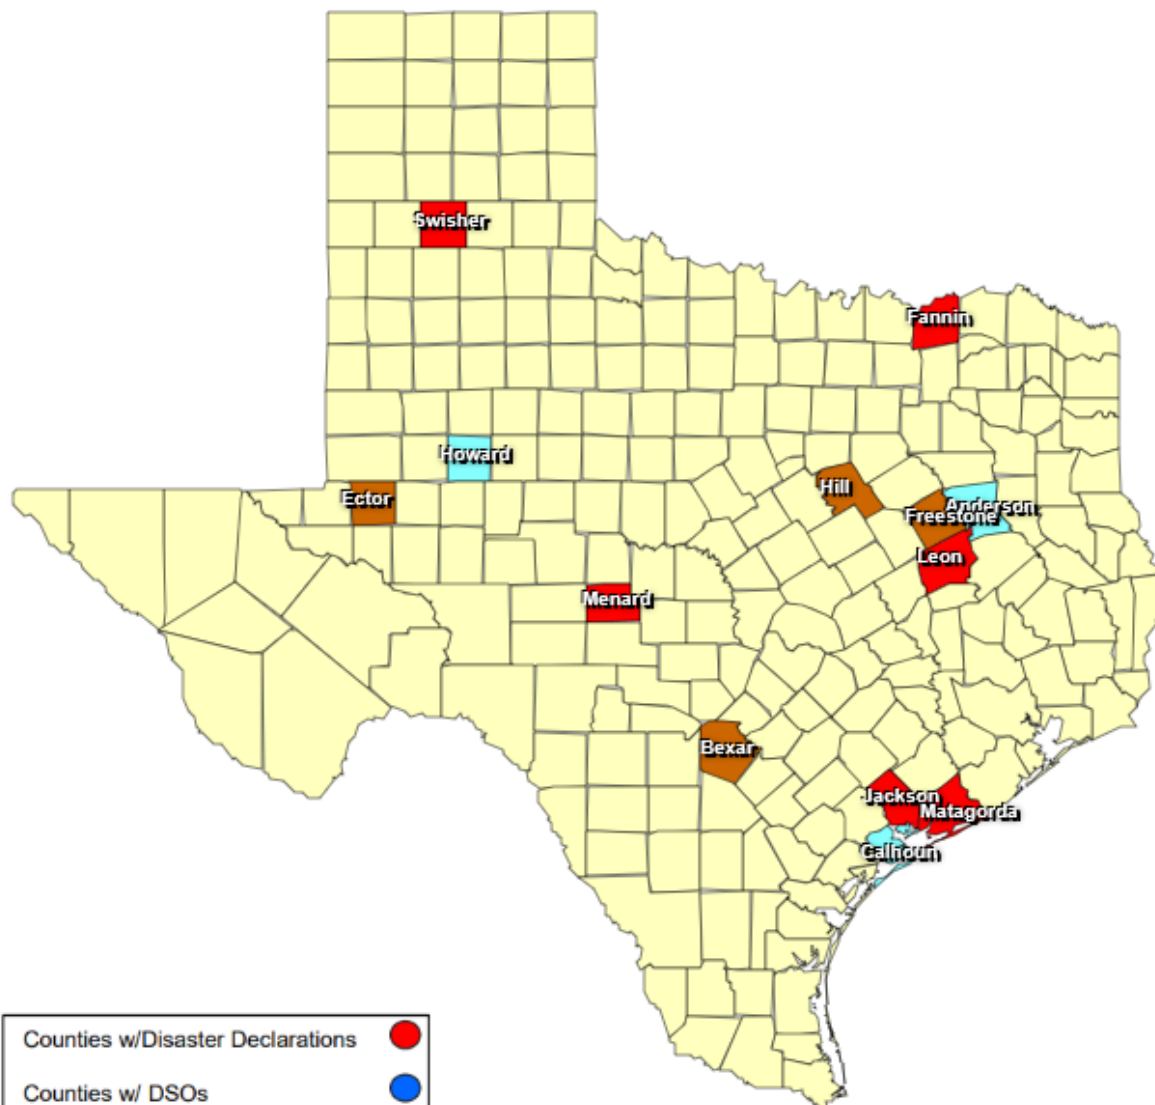 Swisher
Fannin
Howard
Ector
Hill
Anderson
Freestone
Leon
Menard
Bexar
Jackson
Matagorda
Calhoun
Counties w/Disaster Declarations
Counties w/ DSOs